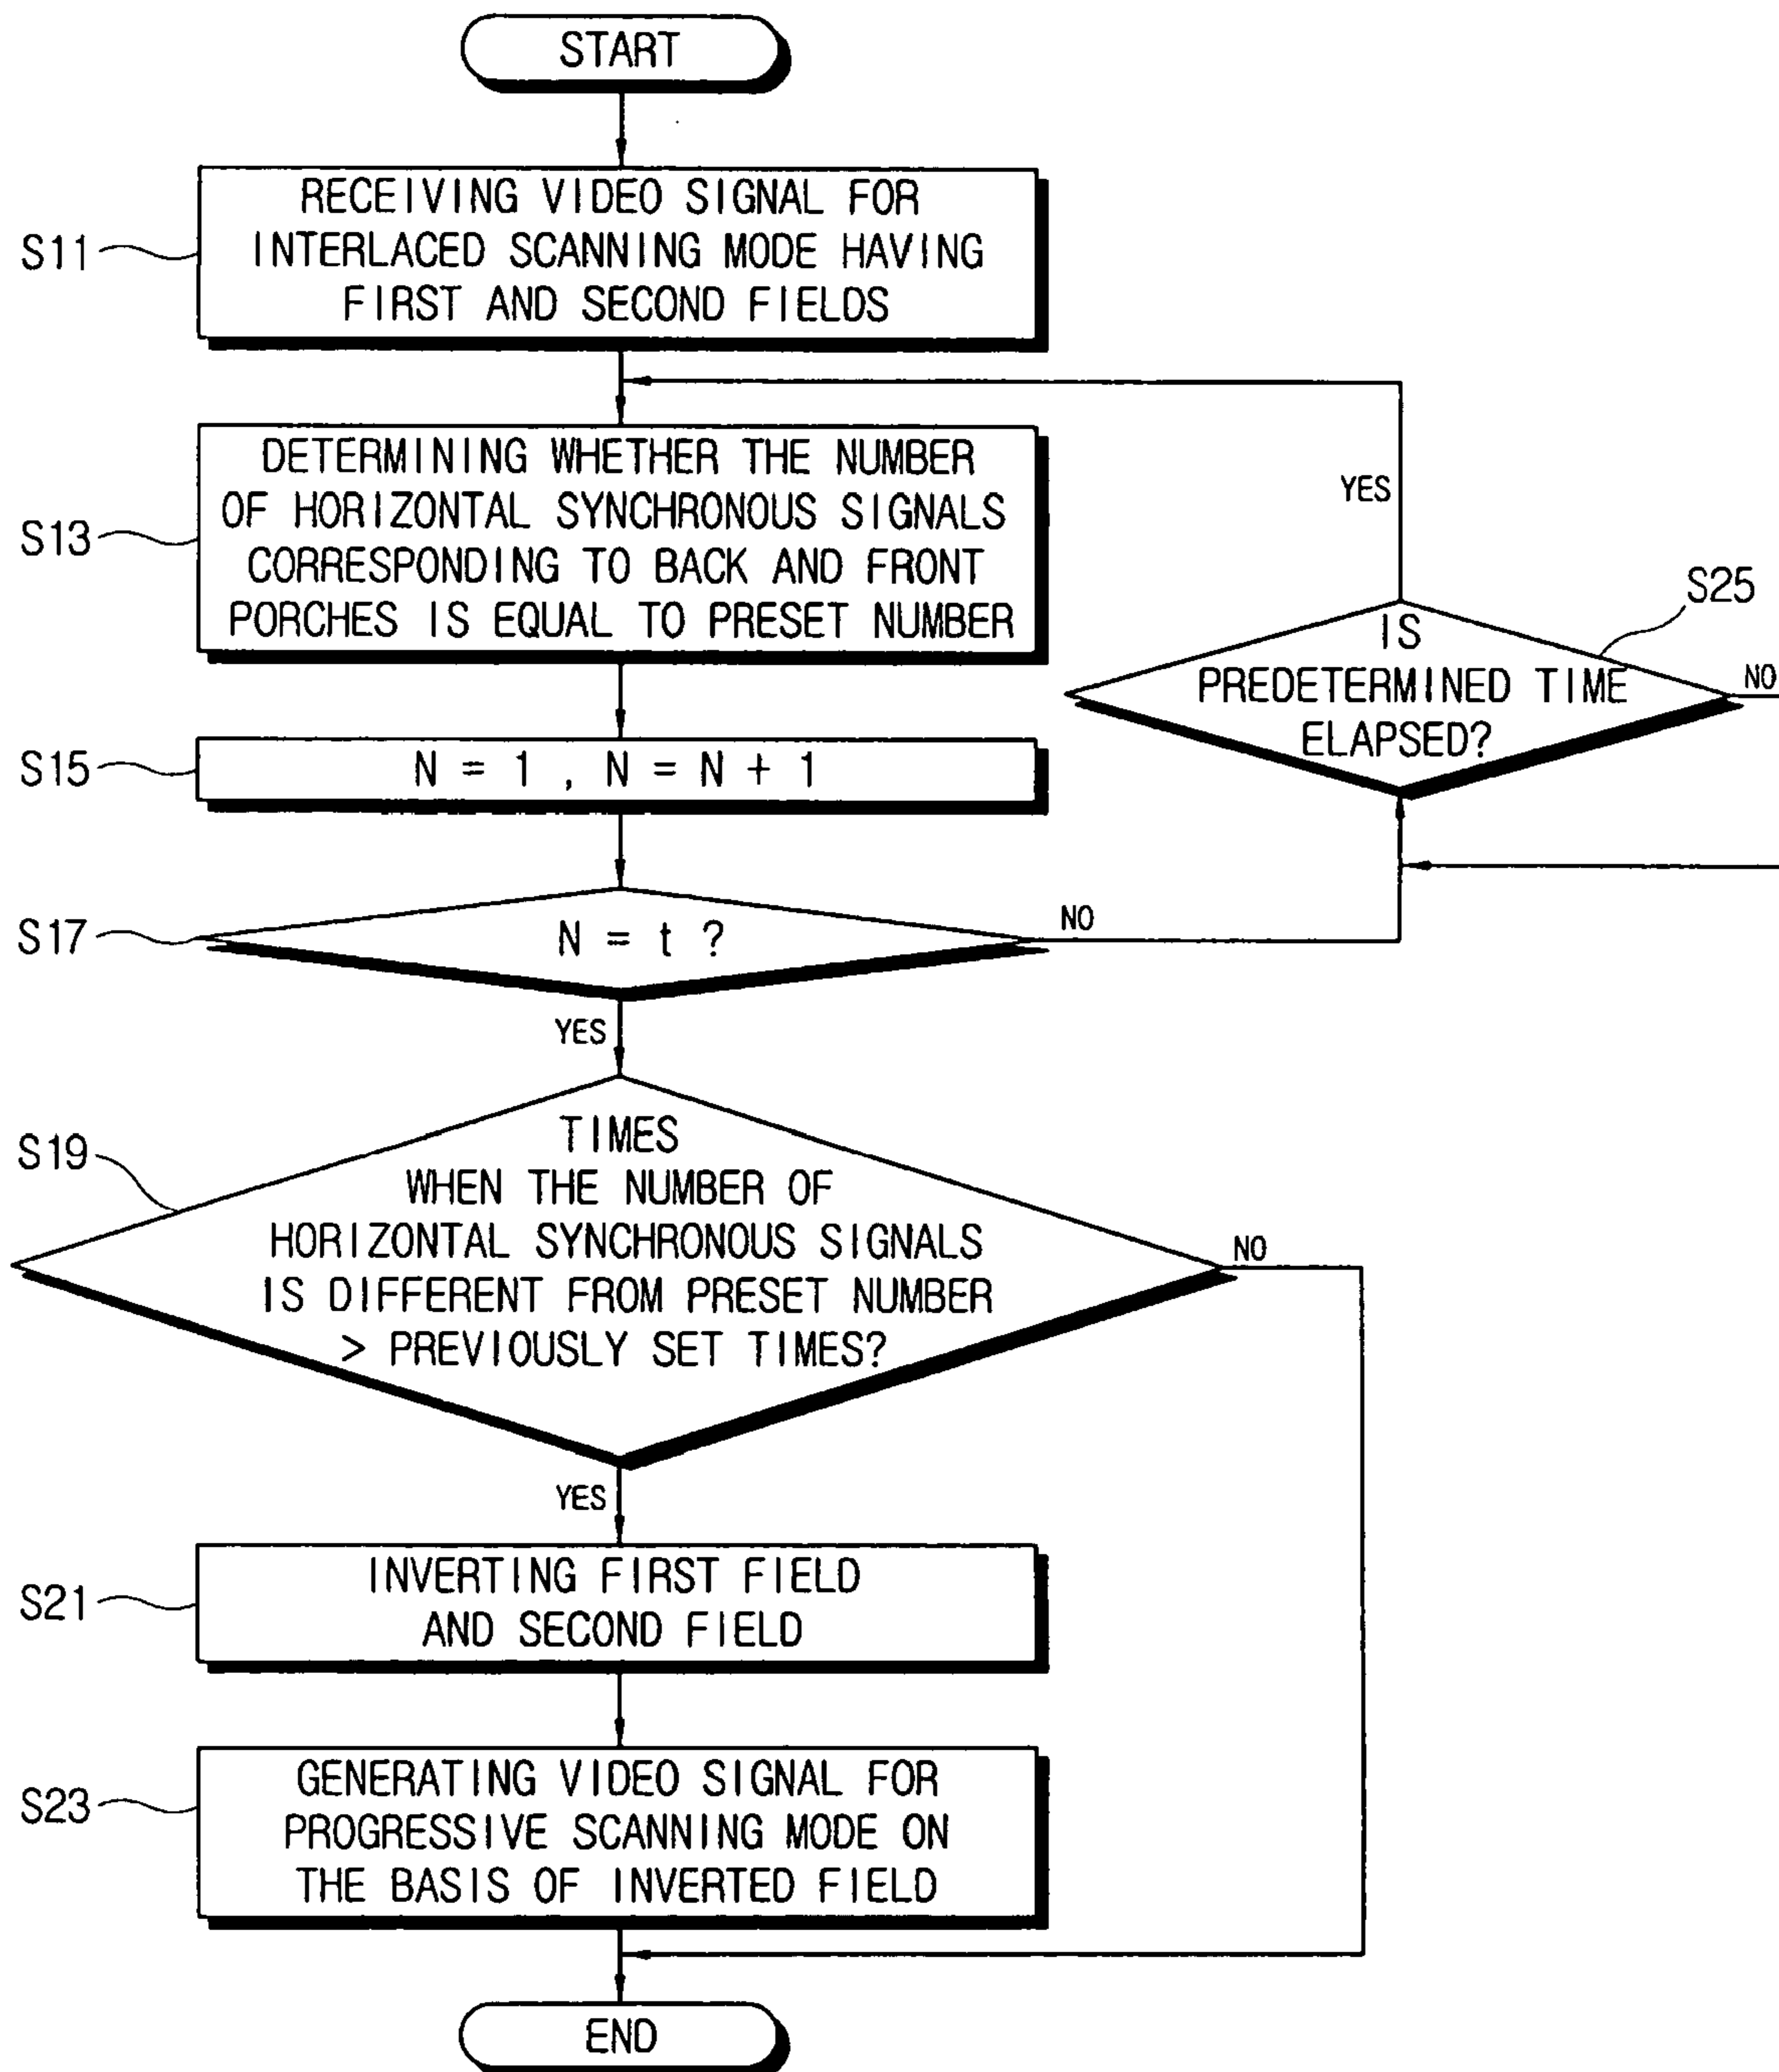 START
S11
RECEIVING VIDEO SIGNAL FOR
INTERLACED SCANNING MODE HAVING
FIRST AND SECOND FIELDS
S13
DETERMINING WHETHER THE NUMBER
OF HORIZONTAL SYNCHRONOUS SIGNALS
CORRESPONDING TO BACK AND FRONT
PORCHES IS EQUAL TO PRESET NUMBER
YES
S25
IS
PREDETERMINED TIME
ELAPSED?
NO
S15
N = 1 , N = N + 1
S17
N = t ?
NO
YES
S19
TIMES
WHEN THE NUMBER OF
HORIZONTAL SYNCHRONOUS SIGNALS
IS DIFFERENT FROM PRESET NUMBER
> PREVIOUSLY SET TIMES?
NO
YES
S21
INVERTING FIRST FIELD
AND SECOND FIELD
S23
GENERATING VIDEO SIGNAL FOR
PROGRESSIVE SCANNING MODE ON
THE BASIS OF INVERTED FIELD
END